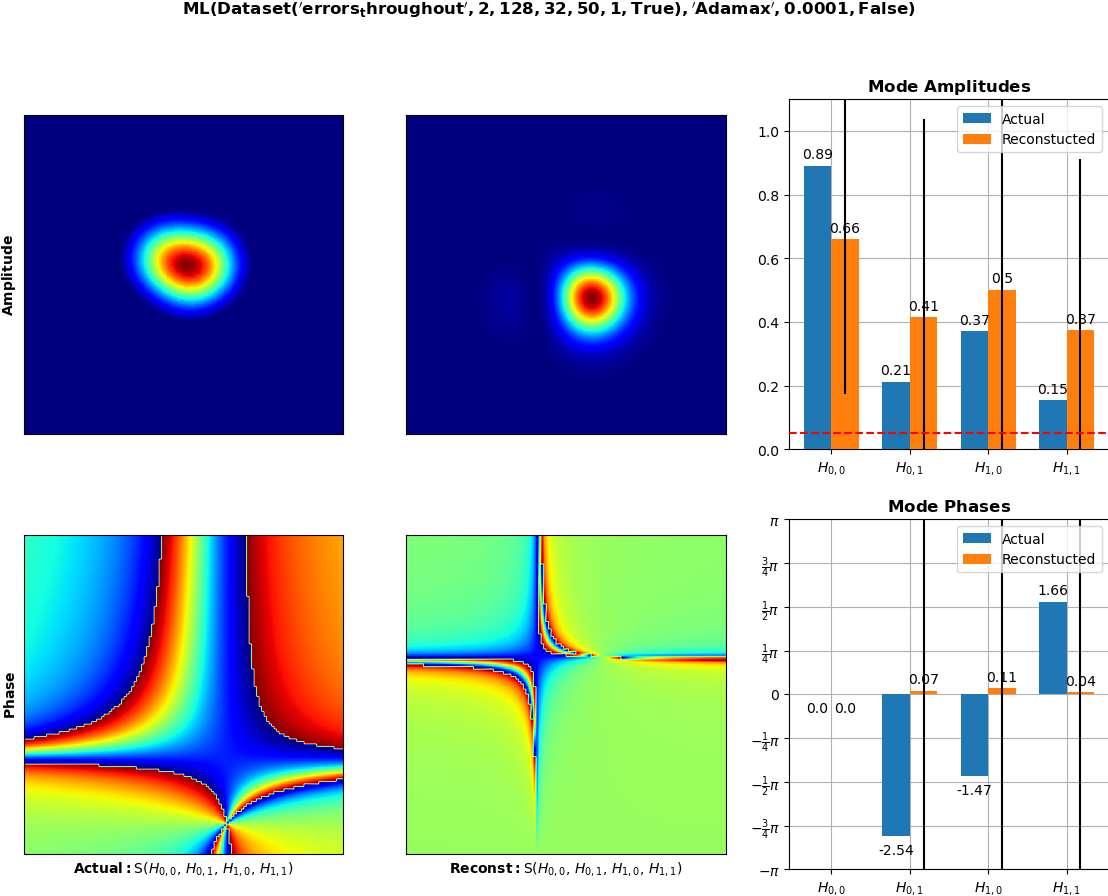 ML(Dataset('errors_throughout', 2, 128, 32, 50, 1, True), 'Adamax', 0.0001, False)
Amplitude
Mode Amplitudes
Actual
Reconstucted
1.0
0.8
0.6
0.4
0.2
0.0
0.89
0.66
0.21
0.41
0.37
0.5
0.15
0.37
H0,0
H0,1
H1,0
H1,1
Phase
Actual: S(H0,0, H0,1, H1,0, H1,1)
Reconst: S(H0,0, H0,1, H1,0, H1,1)
Mode Phases
Actual
Reconstucted
π
3/4π
1/2π
1/4π
0
−1/4π
−1/2π
−3/4π
−π
0.0
0.0
-2.54
0.07
-1.47
0.11
1.66
0.04
H0,0
H0,1
H1,0
H1,1